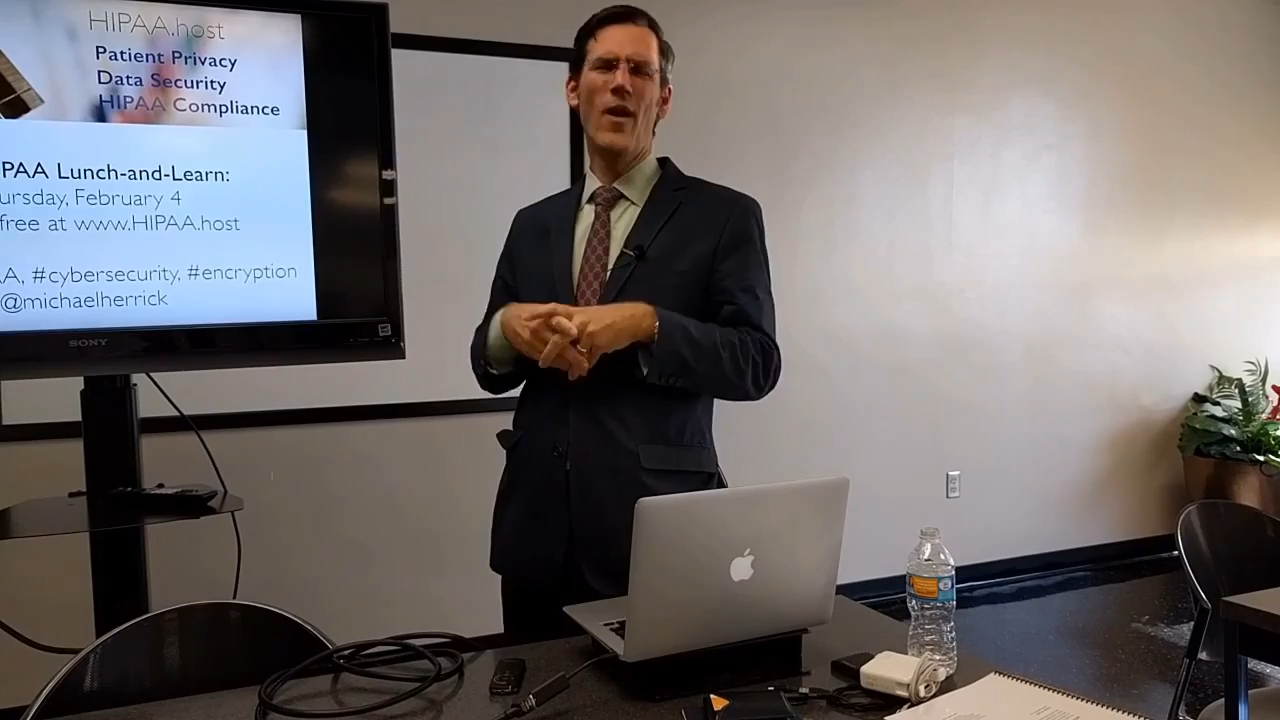 HIPAA.host
Patient Privacy
Data Security
HIPAA Compliance
PAA Lunch-and-Learn:
ursday, February 4
free at www.HIPAA.host
A, #cybersecurity, #encryption
@michaelherrick
SONY